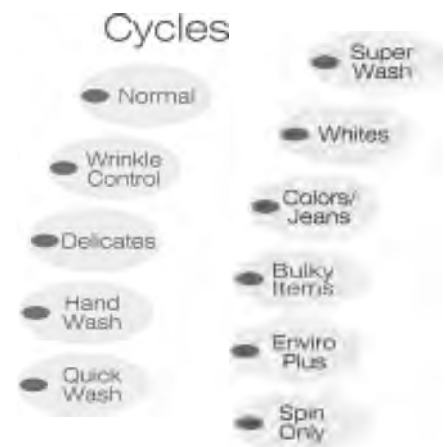 Cycles
Normal
Wrinkle
Control
Delicates
Hand
Wash
Quick
Wash
Super
Wash
Whites
Colors/
Jeans
Bulky
Items
Enviro
Plus
Spin
Only